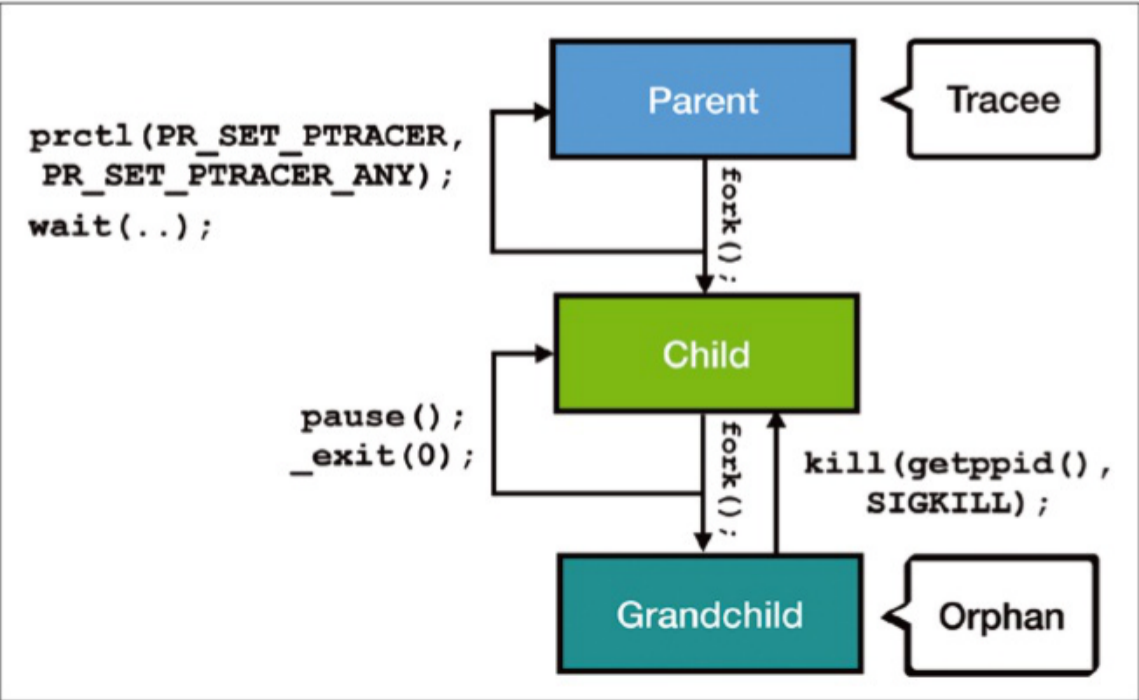 Parent
Tracee
prctl(PR_SET_PTRACER,
PR_SET_PTRACER_ANY);
wait(..);
fork();
Child
pause();
_exit(0);
fork();
kill(getppid(),
SIGKILL);
Grandchild
Orphan